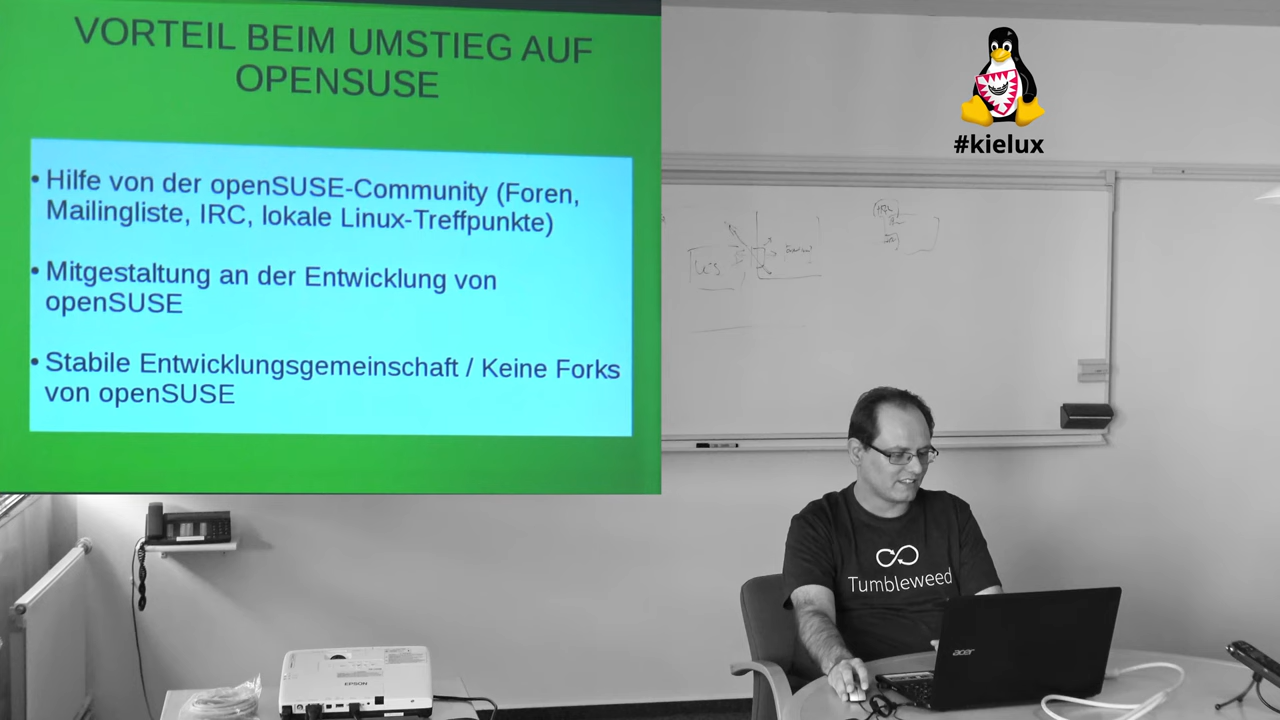 VORTEIL BEIM UMSTIEG AUF
OPENSUSE
• Hilfe von der openSUSE-Community (Foren,
Mailingliste, IRC, lokale Linux-Treffpunkte)
• Mitgestaltung an der Entwicklung von
openSUSE
• Stabile Entwicklungsgemeinschaft / Keine Forks
von openSUSE
#kielux
Tumbleweed
acer
EPSON